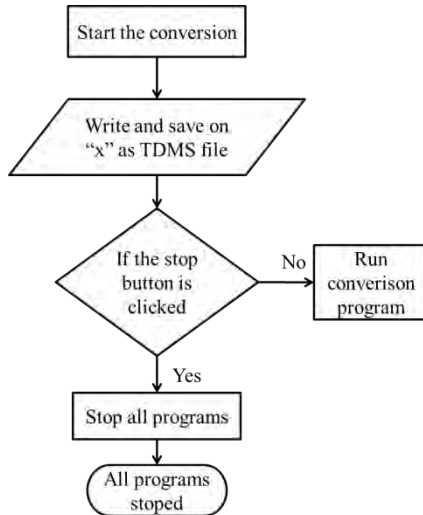 Start the conversion
Write and save on
“x” as TDMS file
If the stop
button is
clicked
No
Run
converison
program
Yes
Stop all programs
All programs
stoped